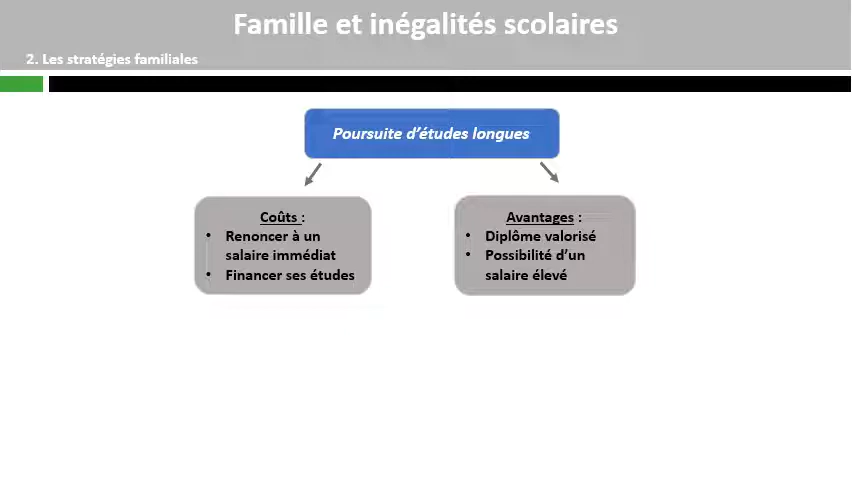 Famille et inégalités scolaires
2. Les stratégies familiales
Poursuite d’études longues
Coûts :
• Renoncer à un
salaire immédiat
• Financer ses études
Avantages :
• Diplôme valorisé
• Possibilité d’un
salaire élevé